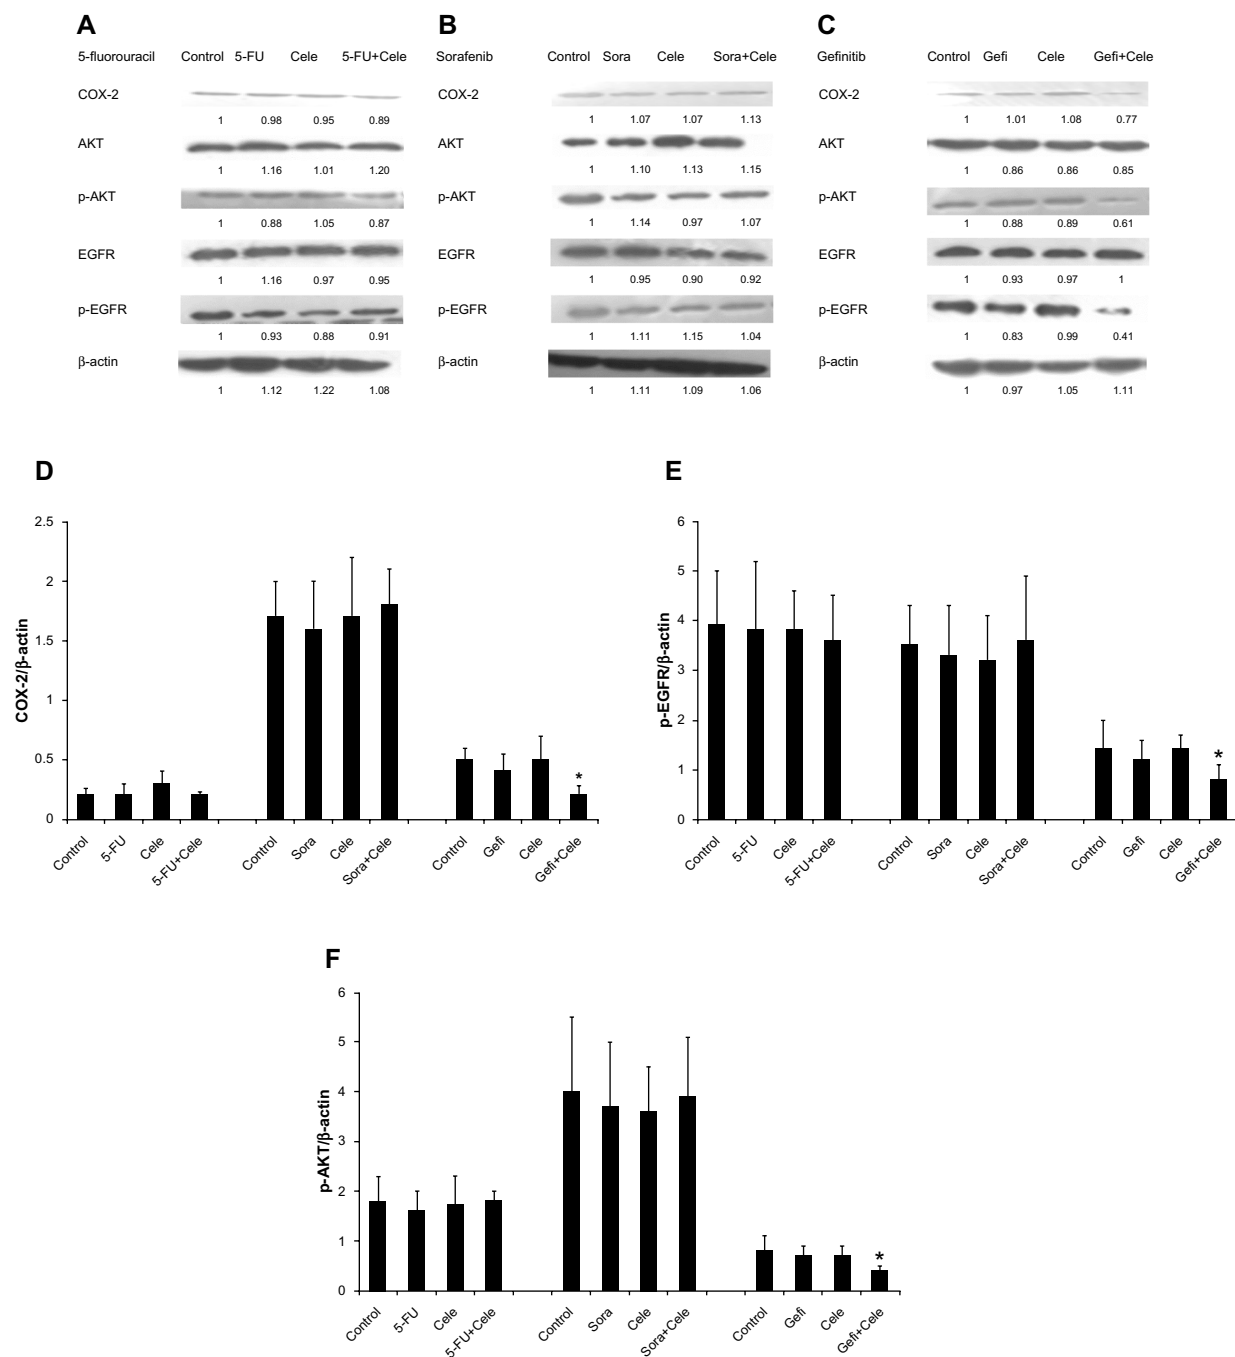 A B C
5-fluorouracil Control 5-FU Cele 5-FU+Cele Sorafenib Control Sora Cele Sora+Cele Gefinitib Control Gefi Cele Gefi+Cele
COX-2 COX-2 COX-2
1 0.98 0.95 0.89 1 1.07 1.07 1.13 1 1.01 1.08 0.77
AKT AKT AKT
1 1.16 1.01 1.20 1 1.10 1.13 1.15 1 0.86 0.86 0.85
p-AKT p-AKT p-AKT
1 0.88 1.05 0.87 1 1.14 0.97 1.07 1 0.88 0.89 0.61
EGFR EGFR EGFR
1 1.16 0.97 0.95 1 0.95 0.90 0.92 1 0.93 0.97 1
p-EGFR p-EGFR p-EGFR
1 0.93 0.88 0.91 1 1.11 1.15 1.04 1 0.83 0.99 0.41
β-actin β-actin β-actin
1 1.12 1.22 1.08 1 1.11 1.09 1.06 1 0.97 1.05 1.11
D
COX-2/β-actin
2.5
2
1.5
1
0.5
0
*
Control 5-FU Cele 5-FU+Cele Control Sora Cele Sora+Cele Control Gefi Cele Gefi+Cele
E
p-EGFR/β-actin
6
5
4
3
2
1
0
*
Control 5-FU Cele 5-FU+Cele Control Sora Cele Sora+Cele Control Gefi Cele Gefi+Cele
F
p-AKT/β-actin
6
5
4
3
2
1
0
*
Control 5-FU Cele 5-FU+Cele Control Sora Cele Sora+Cele Control Gefi Cele Gefi+Cele